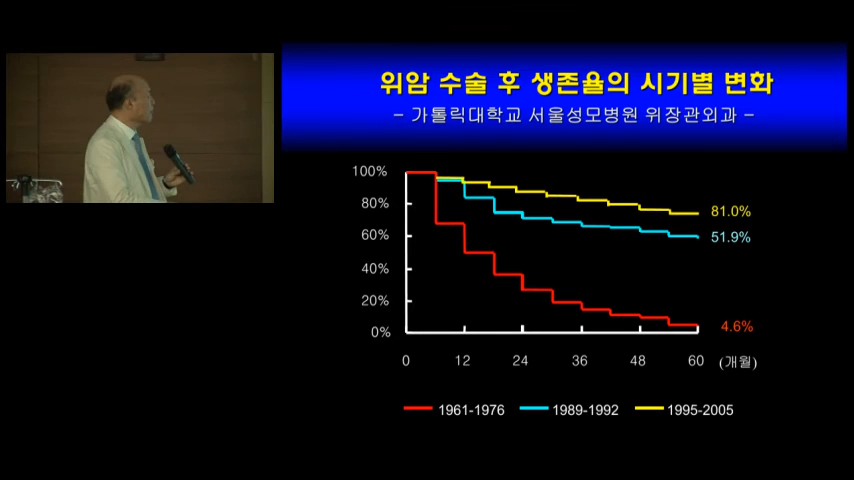 위암 수술 후 생존율의 시기별 변화
– 가톨릭대학교 서울성모병원 위장관외과 –
100%
80%
60%
40%
20%
0%
81.0%
51.9%
4.6%
0 12 24 36 48 60 (개월)
1961-1976 1989-1992 1995-2005